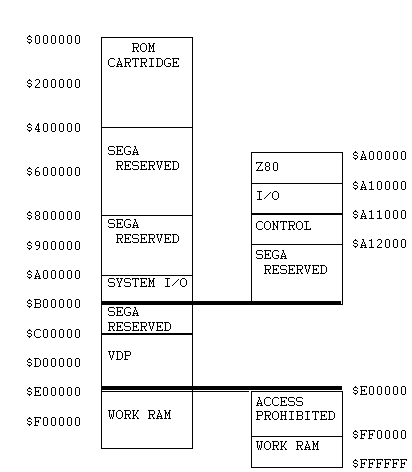 $000000
ROM
CARTRIDGE
$200000
$400000
SEGA
RESERVED
$600000
$800000
SEGA
RESERVED
$900000
$A00000
SYSTEM I/O
$B00000
SEGA
RESERVED
$C00000
VDP
$D00000
$E00000
WORK RAM
$F00000
$A00000
Z80
$A10000
I/O
$A11000
CONTROL
$A12000
SEGA
RESERVED
$E00000
ACCESS
PROHIBITED
$FF0000
WORK RAM
$FFFFFF